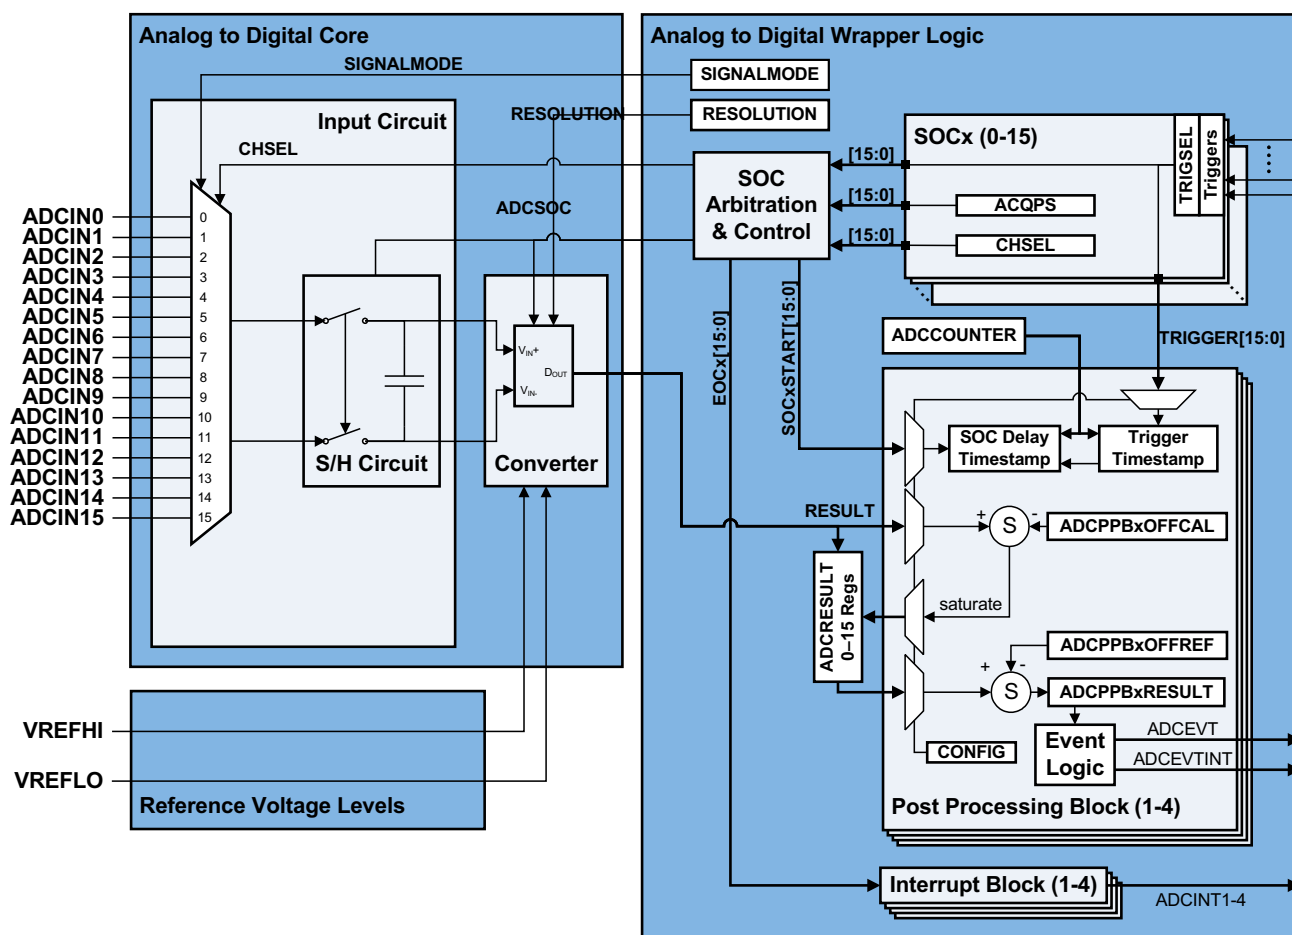 Analog to Digital Core
Analog to Digital Wrapper Logic
SIGNALMODE
SIGNALMODE
RESOLUTION
RESOLUTION
Input Circuit
SOCx (0-15)
TRIGSEL
Triggers
CHSEL
SOC
Arbitration
& Control
[15:0]
[15:0]
[15:0]
ACQPS
CHSEL
ADCSOC
ADCIN0
0
ADCIN1
1
ADCIN2
2
ADCIN3
3
ADCIN4
4
ADCIN5
5
ADCIN6
6
ADCIN7
7
ADCIN8
8
ADCIN9
9
ADCIN10
10
ADCIN11
11
ADCIN12
12
ADCIN13
13
ADCIN14
14
ADCIN15
15
S/H Circuit
VIN+
DOUT
VIN-
Converter
EOCx[15:0]
SOCxSTART[15:0]
ADCCOUNTER
TRIGGER[15:0]
SOC Delay
Timestamp
Trigger
Timestamp
RESULT
+
S
-
ADCPPBxOFFCAL
ADCRESULT
0–15 Regs
saturate
ADCPPBxOFFREF
+
-
S
ADCPPBxRESULT
VREFHI
VREFLO
Reference Voltage Levels
CONFIG
Event
Logic
ADCEVT
ADCEVTINT
Post Processing Block (1-4)
Interrupt Block (1-4)
ADCINT1-4